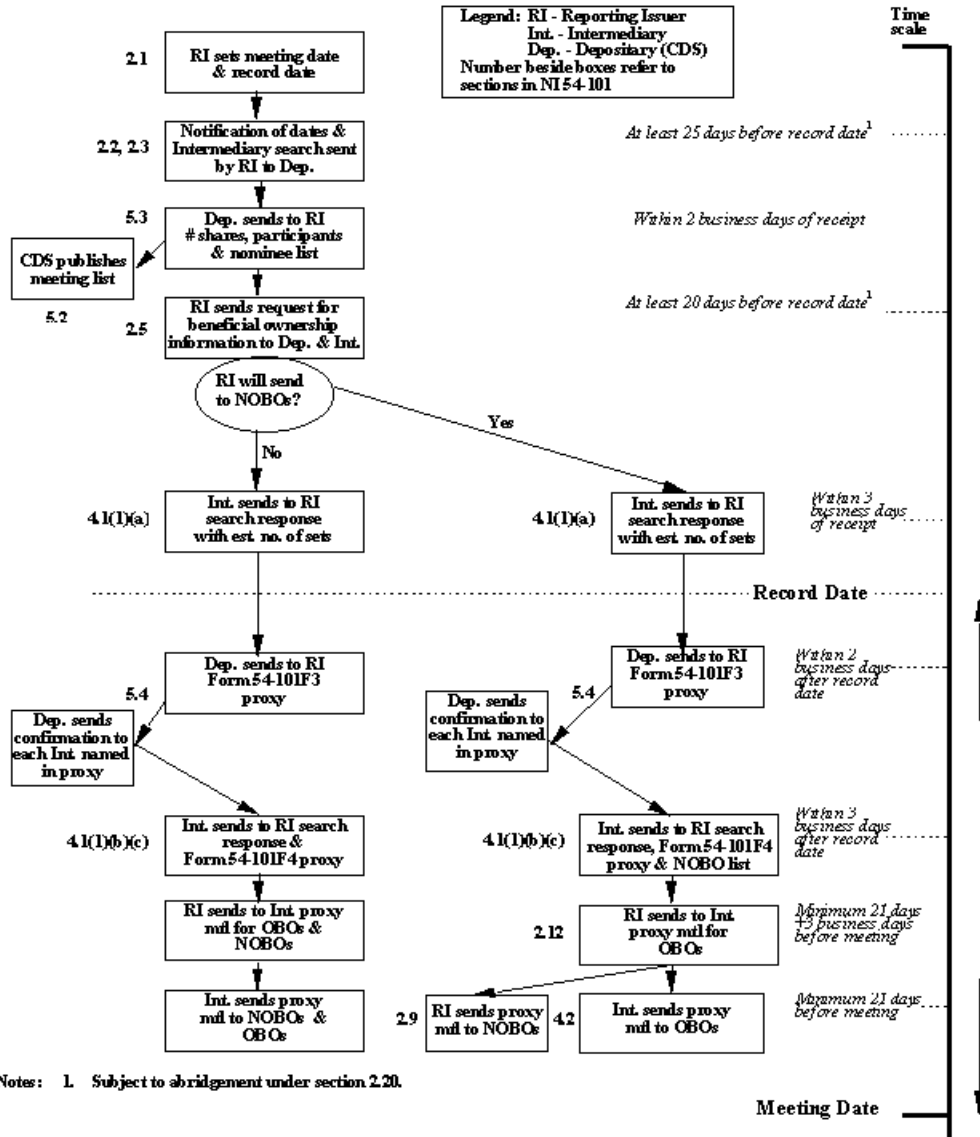 Legend: RI - Reporting Issuer
Int. - Intermediary
Dep. - Depositary (CDS)
Number beside boxes refer to
sections in NI 54-101
Time
scale
2.1
RI sets meeting date
& record date
2.2, 2.3
Notification of dates &
Intermediary search sent
by RI to Dep.
At least 25 days before record date1
5.3
Dep. sends to RI
# shares, participants
& nominee list
Within 2 business days of receipt
CDS publishes
meeting list
5.2
2.5
RI sends request for
beneficial ownership
information to Dep. & Int.
At least 20 days before record date1
RI will send
to NOBOs?
Yes
No
4.1(1)(a)
Int. sends to RI
search response
with est. no. of sets
4.1(1)(a)
Int. sends to RI
search response
with est. no. of sets
Within 3
business days
of receipt
Record Date
Dep. sends to RI
Form 54-101F3
proxy
5.4
Dep. sends
confirmation to
each Int. named
in proxy
Dep. sends to RI
Form 54-101F3
proxy
5.4
Dep. sends
confirmation to
each Int. named
in proxy
Within 2
business days
after record
date
4.1(1)(b)(c)
Int. sends to RI search
response &
Form 54-101F4 proxy
4.1(1)(b)(c)
Int. sends to RI search
response, Form 54-101F4
proxy & NOBO list
Within 3
business days
after record
date
RI sends to Int. proxy
mtl for OBOs &
NOBOs
2.12
RI sends to Int.
proxy mtl for
OBOs
Minimum 21 days
+3 business days
before meeting
Int. sends proxy
mtl to NOBOs &
OBOs
2.9
RI sends proxy
mtl to NOBOs
4.2
Int. sends proxy
mtl to OBOs
Minimum 21 days
before meeting
Notes: 1. Subject to abridgement under section 2.20.
Meeting Date